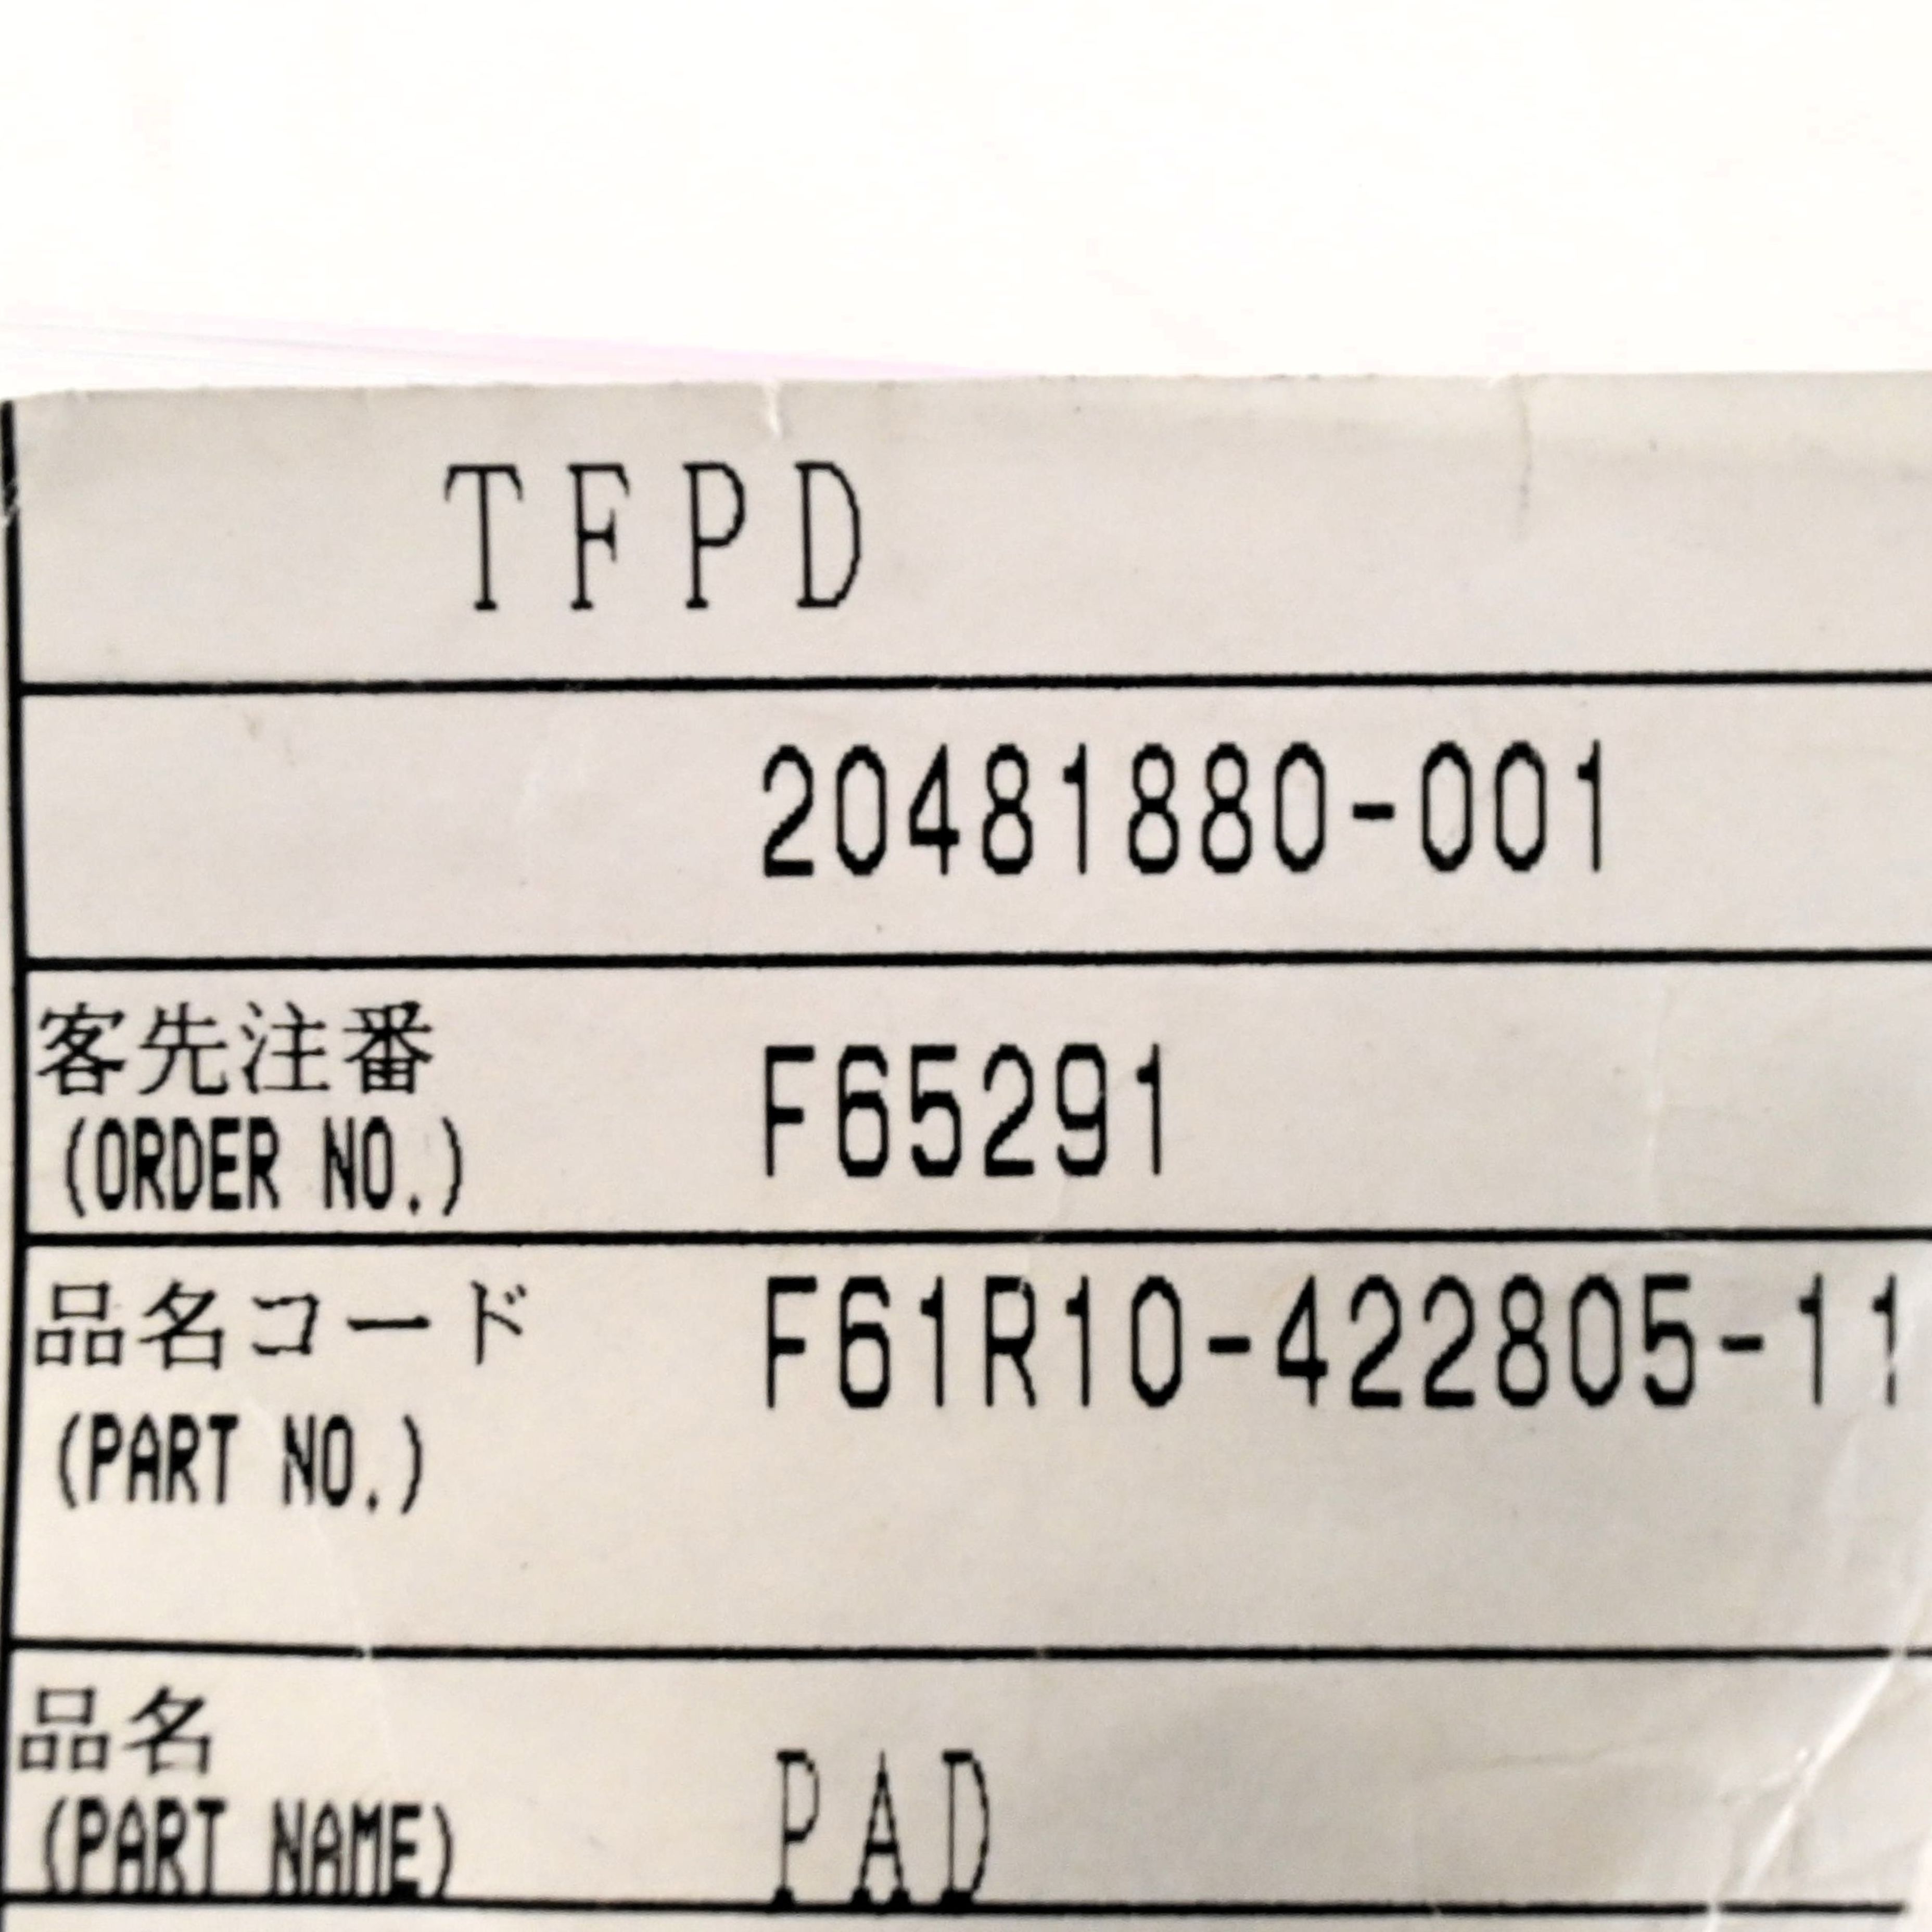 TFPD
20481880-001
客先注番
(ORDER NO.)
F65291
品名コード
(PART NO.)
F61R10-422805-11
品名
(PART NAME)
PAD